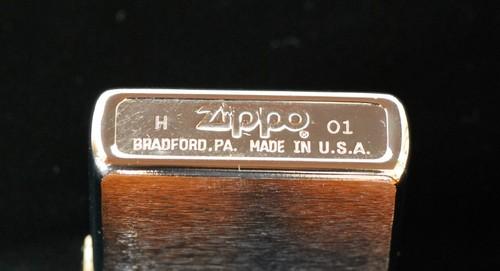 H Zippo® 01
BRADFORD, PA. MADE IN U.S.A.